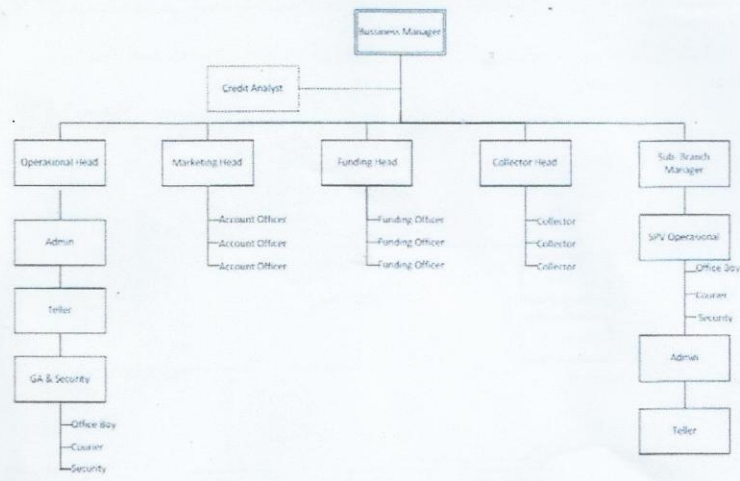 Bussiness Manager
Credit Analyst
Operasional Head
Marketing Head
Funding Head
Collector Head
Sub-Branch
Manager
Account Officer
Account Officer
Account Officer
Funding Officer
Funding Officer
Funding Officer
Collector
Collector
Collector
Admin
SPV Operasional
Office Boy
Courier
Security
Teller
Admin
GA & Security
Teller
Office Boy
Courier
Security